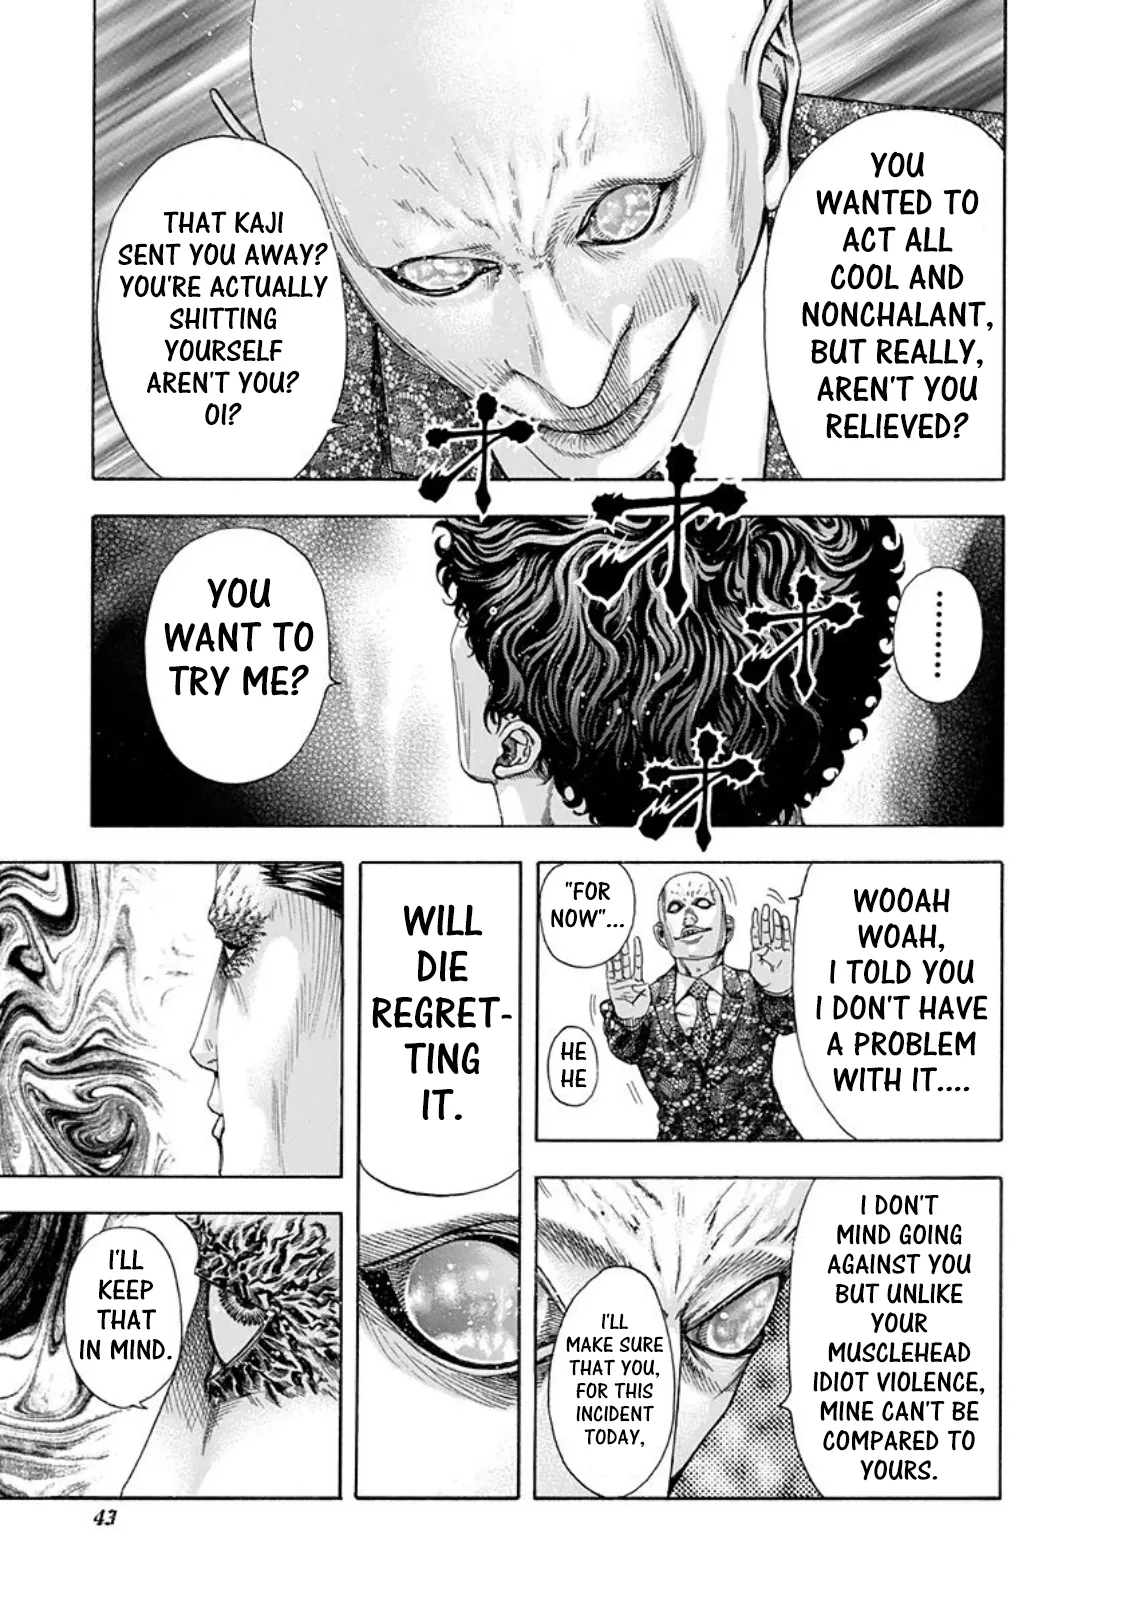 YOU
WANTED TO
ACT ALL
COOL AND
NONCHALANT,
BUT REALLY,
AREN'T YOU
RELIEVED?
THAT KAJI
SENT YOU AWAY?
YOU'RE ACTUALLY
SHITTING
YOURSELF
AREN'T YOU?
OI?
オ
オ
オ
オ
.........
YOU
WANT TO
TRY ME?
WOOAH
WOAH,
I TOLD YOU
I DON'T HAVE
A PROBLEM
WITH IT....
"FOR
NOW"...
HE
HE
I DON'T
MIND GOING
AGAINST YOU
BUT UNLIKE
YOUR
MUSCLEHEAD
IDIOT VIOLENCE,
MINE CAN'T BE
COMPARED TO
YOURS.
I'LL
MAKE SURE
THAT YOU,
FOR THIS
INCIDENT
TODAY,
WILL
DIE
REGRET-
TING
IT.
I'LL
KEEP
THAT
IN MIND.
43